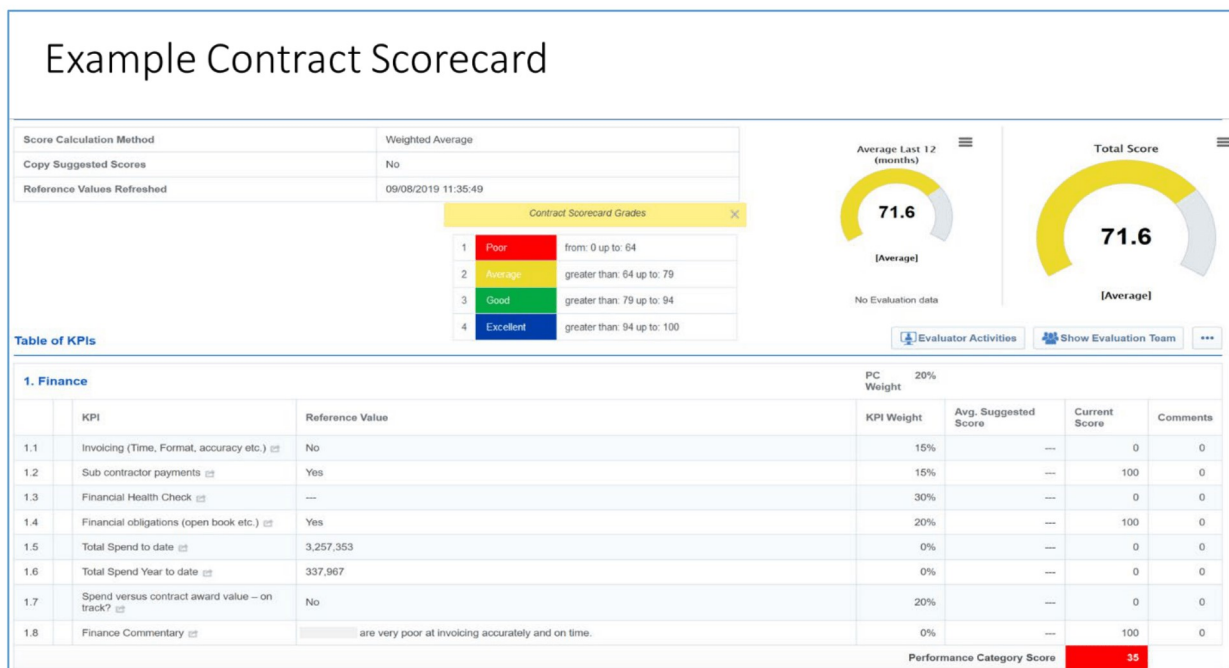 Example Contract Scorecard
Score Calculation Method Weighted Average
Copy Suggested Scores No
Reference Values Refreshed 09/08/2019 11:35:49
Average Last 12
(months)
71.6
[Average]
No Evaluation data
Total Score
71.6
[Average]
Contract Scorecard Grades
1 Poor from: 0 up to: 64
2 Average greater than: 64 up to: 79
3 Good greater than: 79 up to: 94
4 Excellent greater than: 94 up to: 100
Table of KPIs
Evaluator Activities Show Evaluation Team
1. Finance PC Weight 20%
KPI Reference Value KPI Weight Avg. Suggested Score Current Score Comments
1.1 Invoicing (Time, Format, accuracy etc.) No 15% --- 0 0
1.2 Sub contractor payments Yes 15% --- 100 0
1.3 Financial Health Check --- 30% --- 0 0
1.4 Financial obligations (open book etc.) Yes 20% --- 100 0
1.5 Total Spend to date 3,257,353 0% --- 0 0
1.6 Total Spend Year to date 337,967 0% --- 0 0
1.7 Spend versus contract award value – on track? No 20% --- 0 0
1.8 Finance Commentary are very poor at invoicing accurately and on time. 0% --- 100 0
Performance Category Score 35